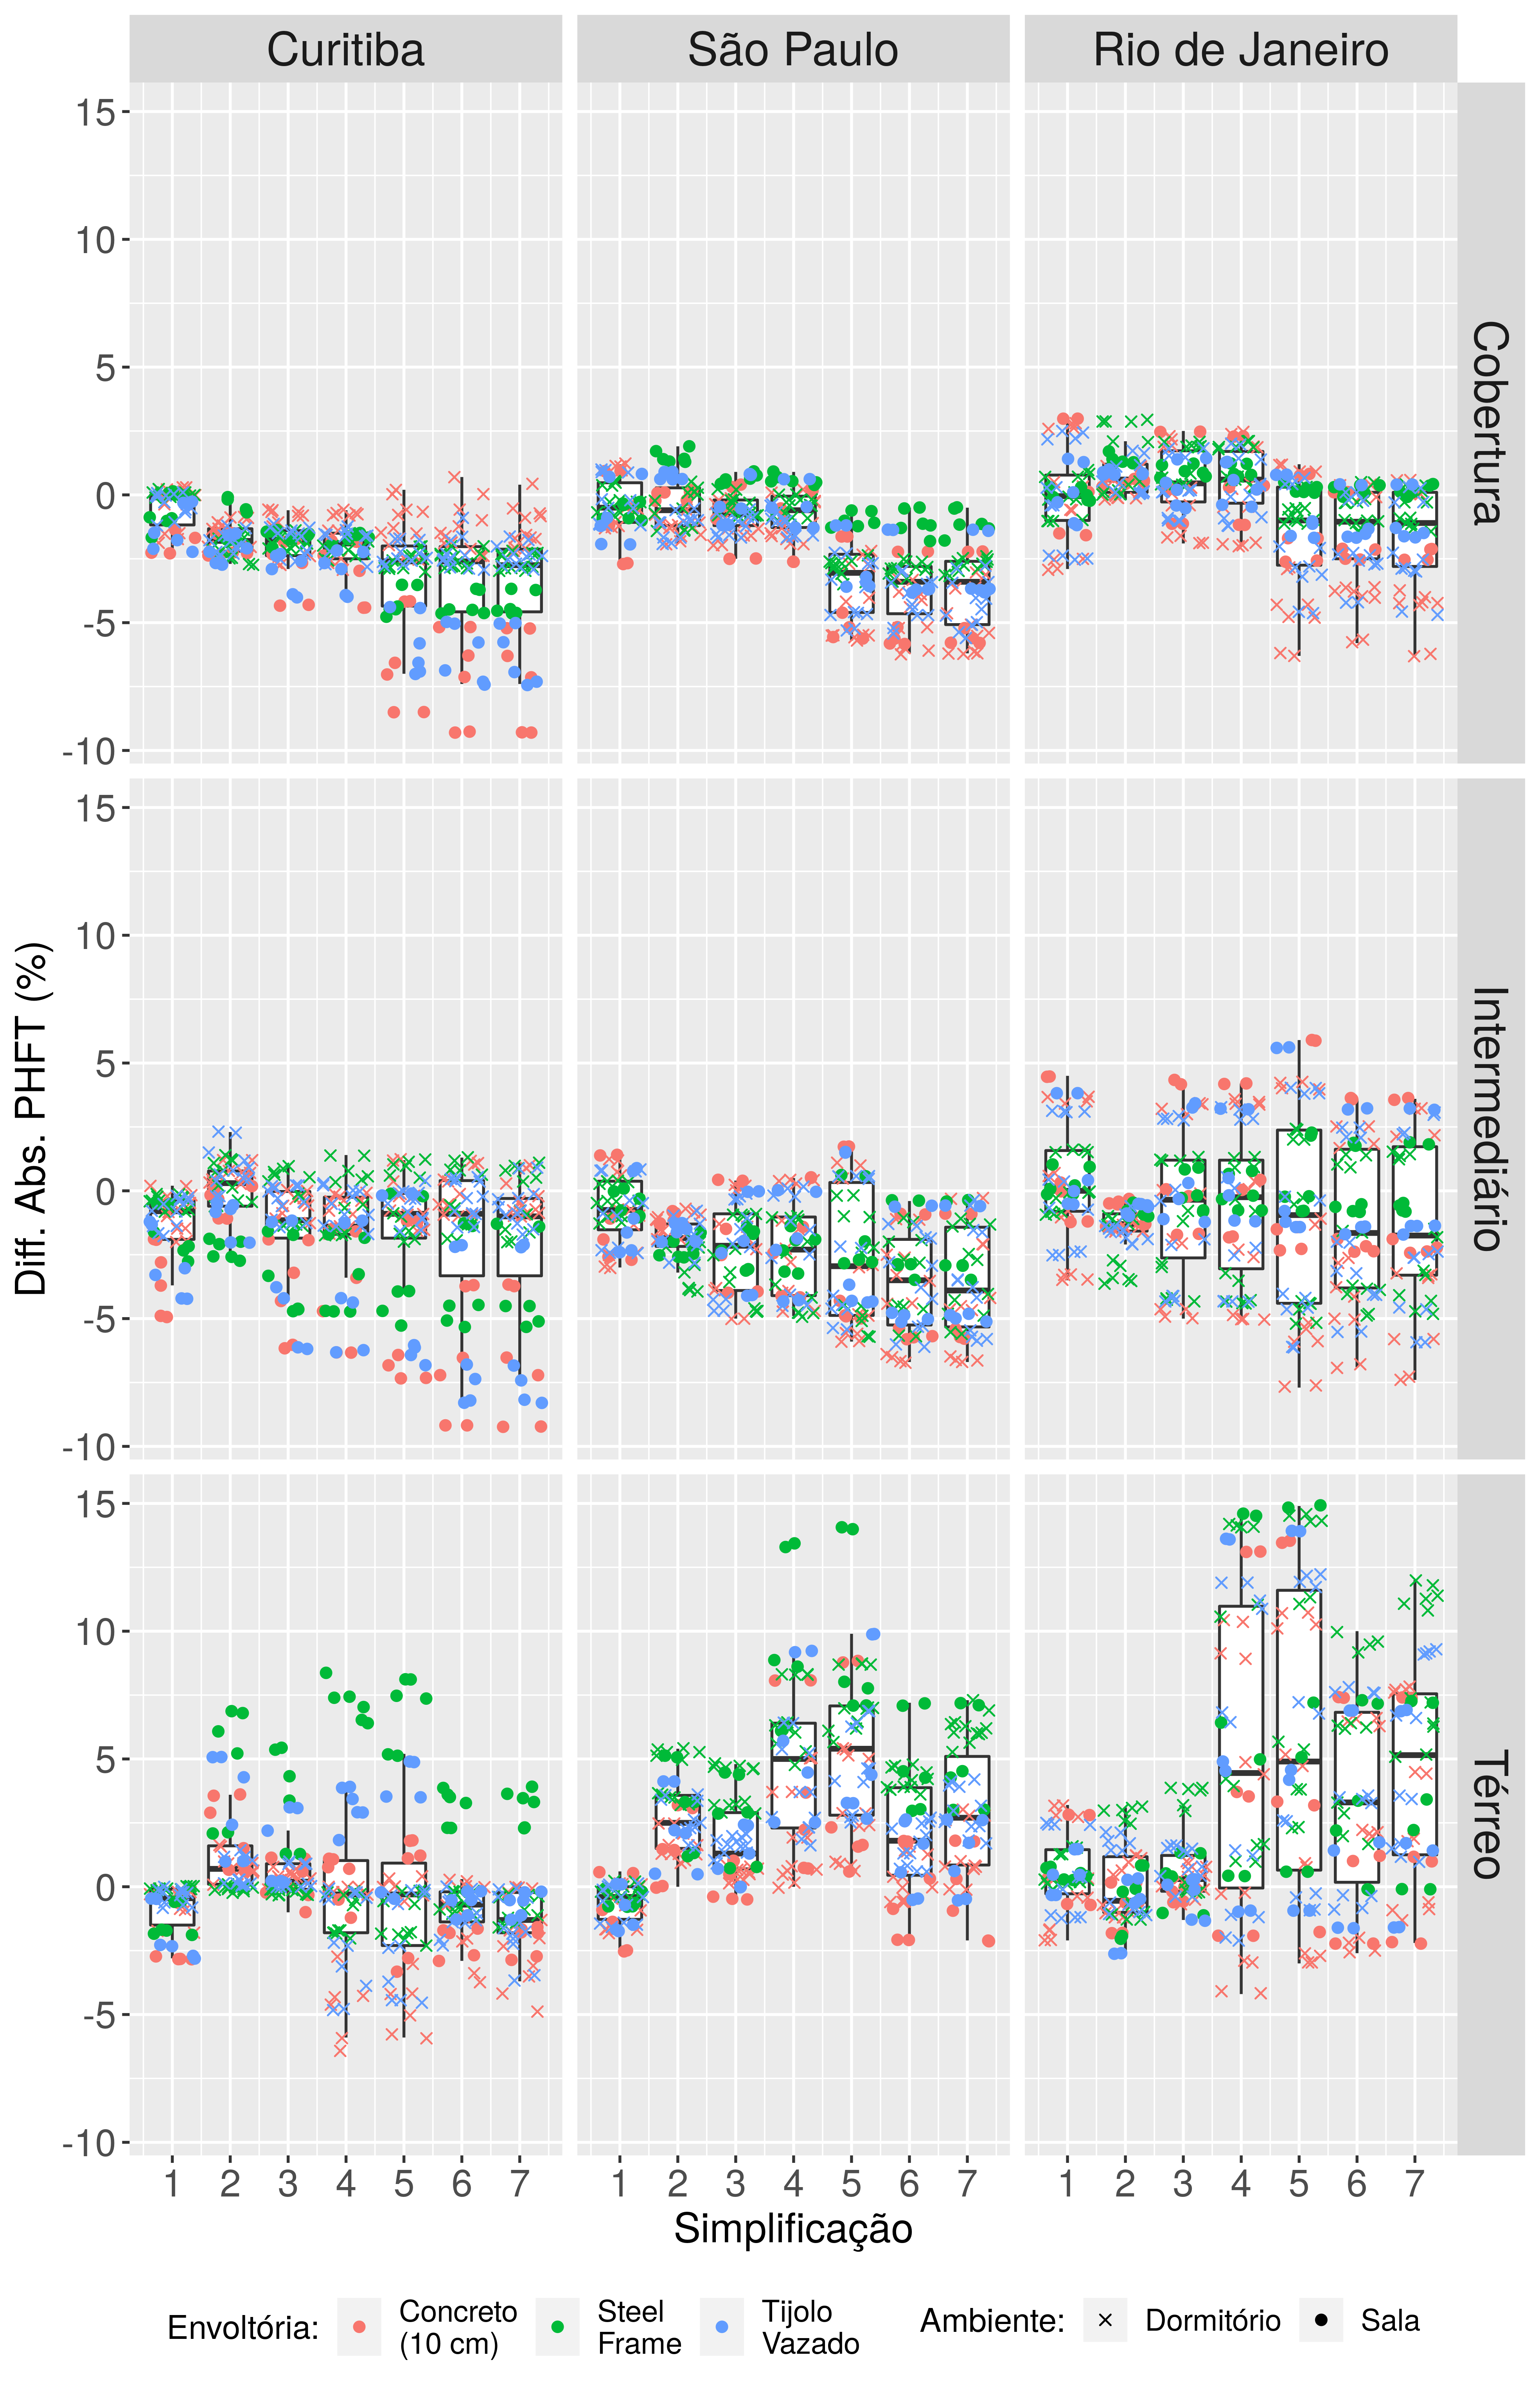 Curitiba
São Paulo
Rio de Janeiro
15
10
5
0
-5
-10
Cobertura
15
10
5
0
-5
-10
Intermediário
15
10
5
0
-5
-10
Térreo
Diff. Abs. PHFT (%)
1 2 3 4 5 6 7
1 2 3 4 5 6 7
1 2 3 4 5 6 7
Simplificação
Envoltória:
Concreto
(10 cm)
Steel
Frame
Tijolo
Vazado
Ambiente:
Dormitório
Sala